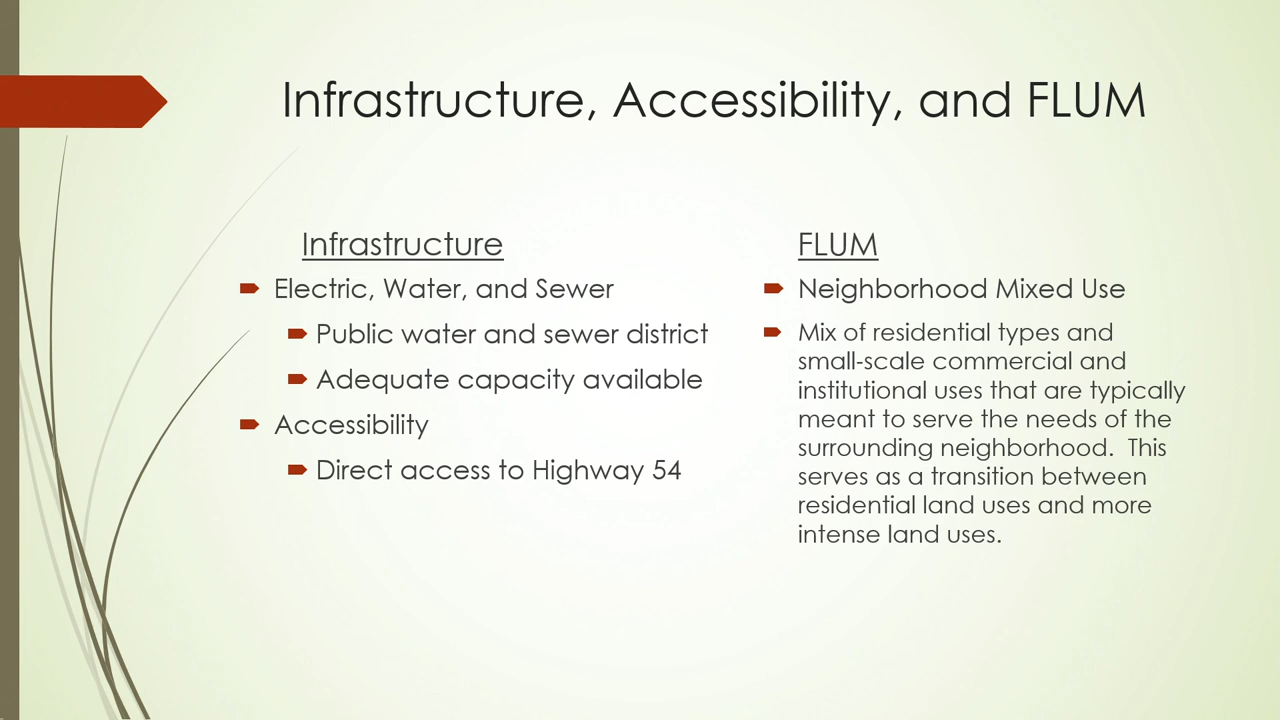 Infrastructure, Accessibility, and FLUM
Infrastructure
Electric, Water, and Sewer
Public water and sewer district
Adequate capacity available
Accessibility
Direct access to Highway 54
FLUM
Neighborhood Mixed Use
Mix of residential types and
small-scale commercial and
institutional uses that are typically
meant to serve the needs of the
surrounding neighborhood.  This
serves as a transition between
residential land uses and more
intense land uses.